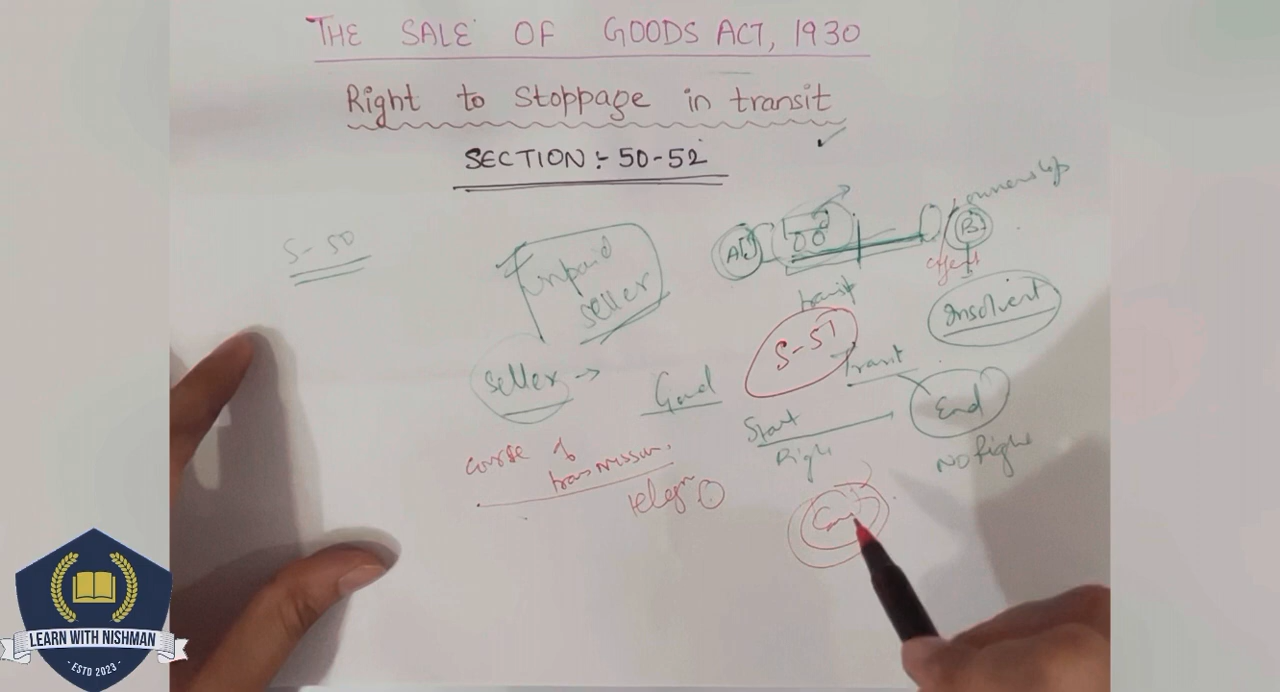 THE SALE OF GOODS ACT, 1930
Right to Stoppage in transit
SECTION :- 50-52
S-50
Unpaid
seller
A
B
ownership
transit
Insolvent
S-51
Transit
seller →
Good
End
Start
Right
No Right
course of
transmission.
LEARN WITH NISHMAN
- ESTD 2023 -